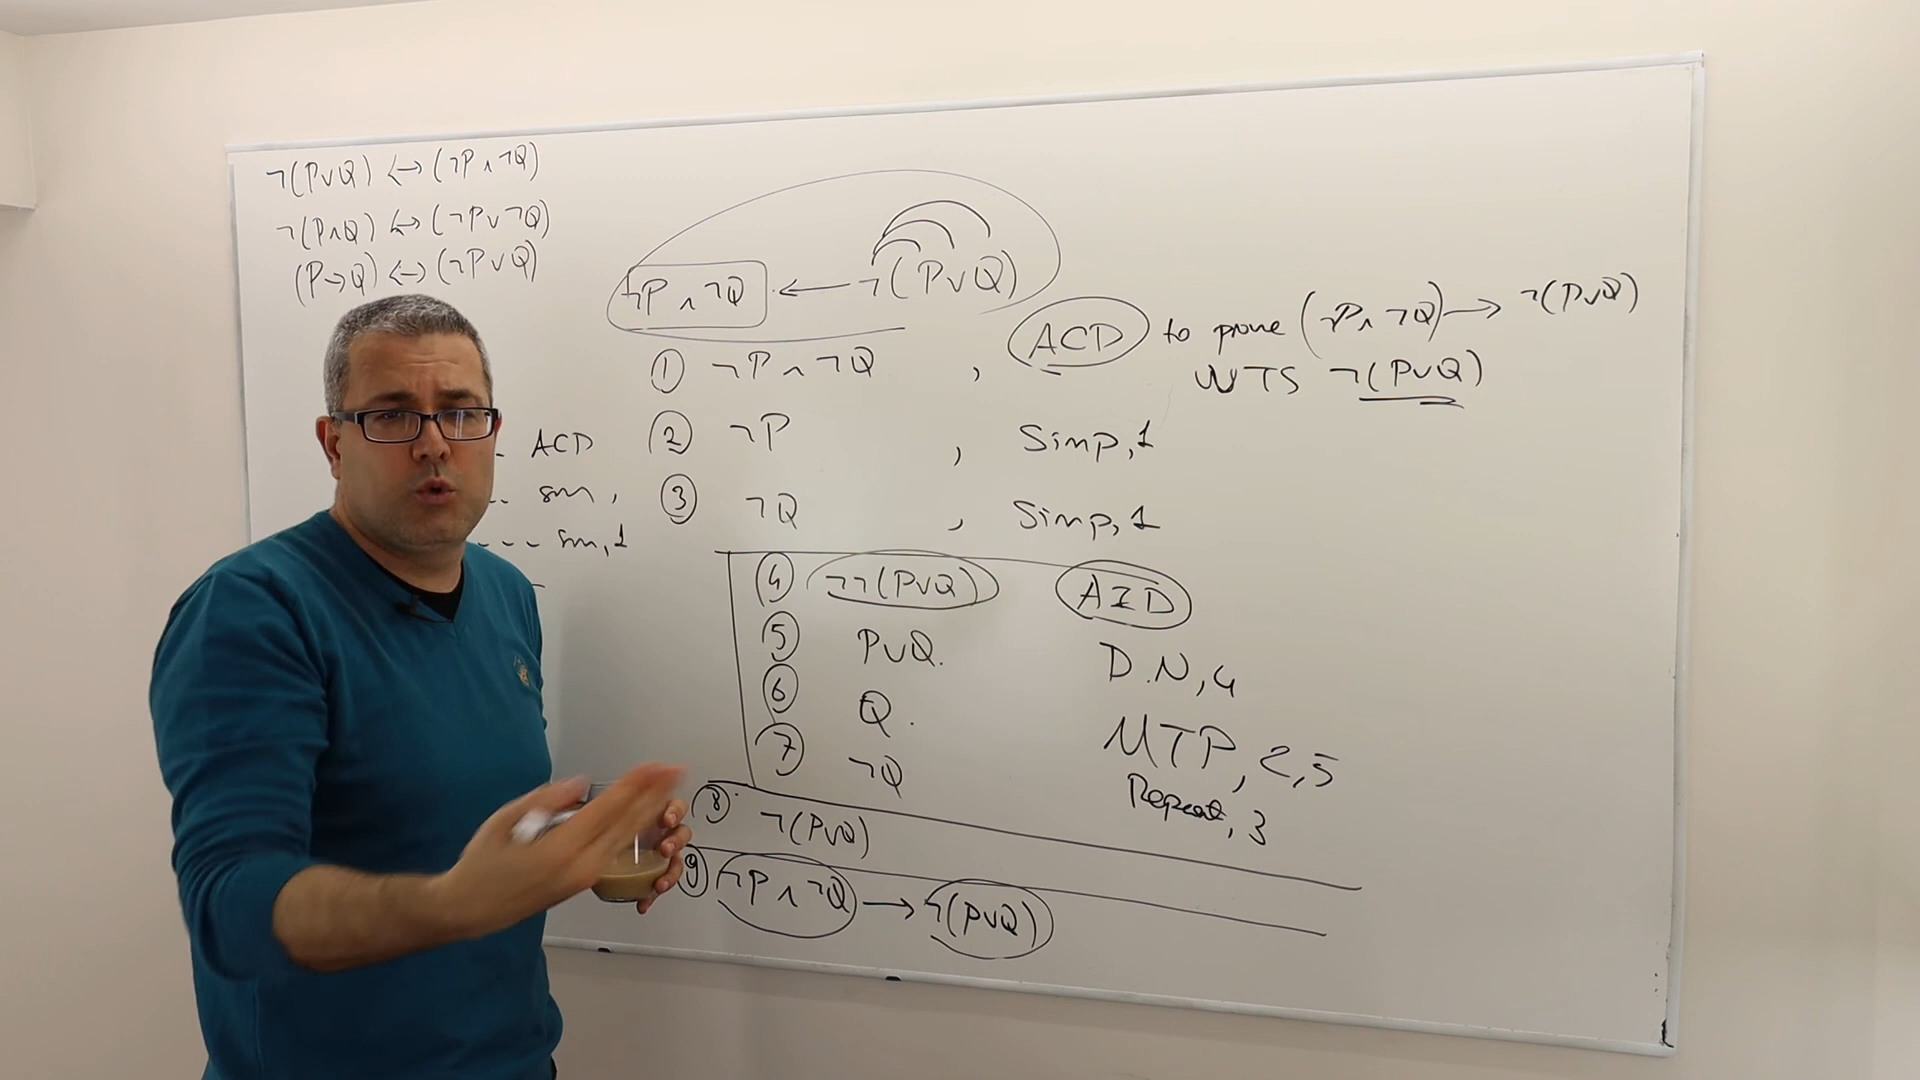 ¬(P∨Q) ↔ (¬P∧¬Q)
¬(P∧Q) ↔ (¬P∨¬Q)
(P→Q) ↔ (¬P∨Q)
¬P∧¬Q ← ¬(P∨Q)
① ¬P∧¬Q , ACD to prove (¬P∧¬Q) → ¬(P∨Q)
WTS ¬(P∨Q)
② ¬P , Simp,1
③ ¬Q , Simp,1
④ ¬¬(P∨Q) AID
⑤ P∨Q. D.N,4
⑥ Q. MTP,2,5
⑦ ¬Q Repeat,3
⑧ ¬(P∨Q)
⑨ ¬P∧¬Q → ¬(P∨Q)
ACD
sm,
--- sm,1